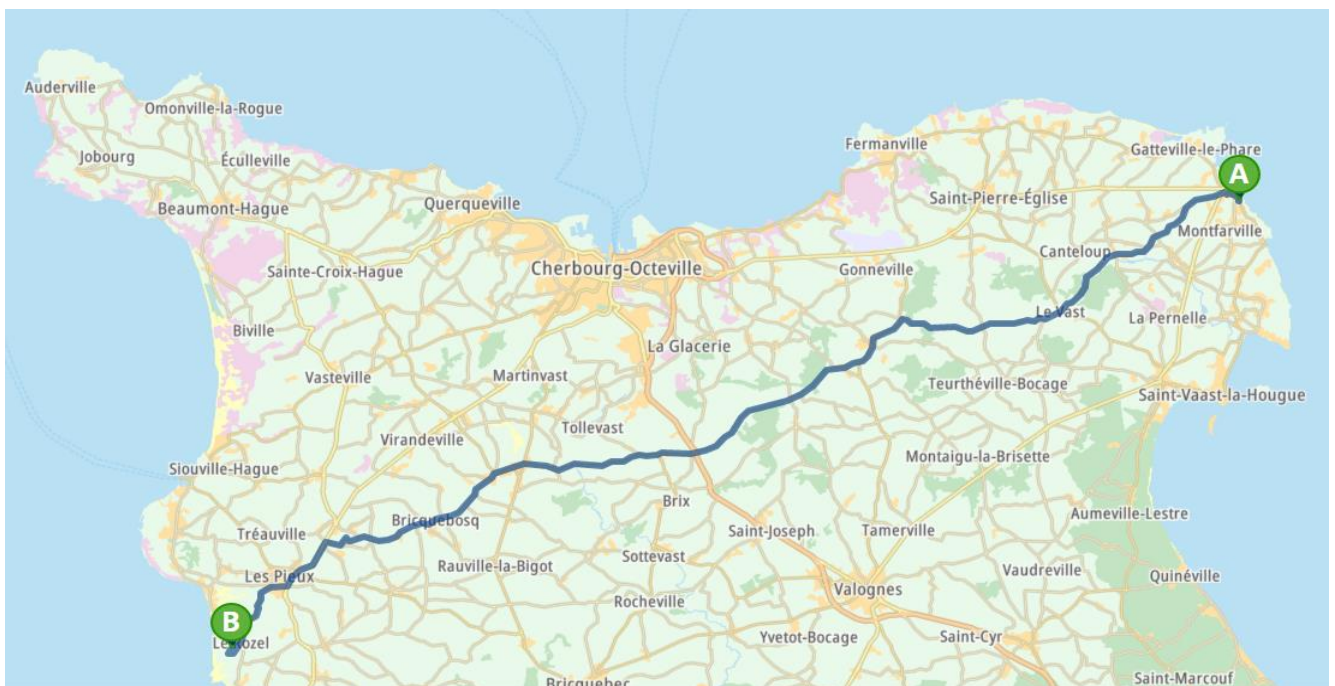 Auderville
Omonville-la-Rogue
Jobourg
Éculleville
Fermanville
Gatteville-le-Phare
A
Beaumont-Hague
Querqueville
Saint-Pierre-Église
Montfarville
Sainte-Croix-Hague
Cherbourg-Octeville
Gonneville
Canteloup
Biville
La Glacerie
Le Vast
La Pernelle
Vasteville
Martinvast
Teurthéville-Bocage
Saint-Vaast-la-Hougue
Virandeville
Tollevast
Siouville-Hague
Montaigu-la-Brisette
Brix
Aumeville-Lestre
Tréauville
Bricquebosq
Saint-Joseph
Tamerville
Les Pieux
Rauville-la-Bigot
Sottevast
Vaudreville
Quinéville
Rocheville
Valognes
B
Le Rozel
Yvetot-Bocage
Saint-Cyr
Bricquebec
Saint-Marcouf